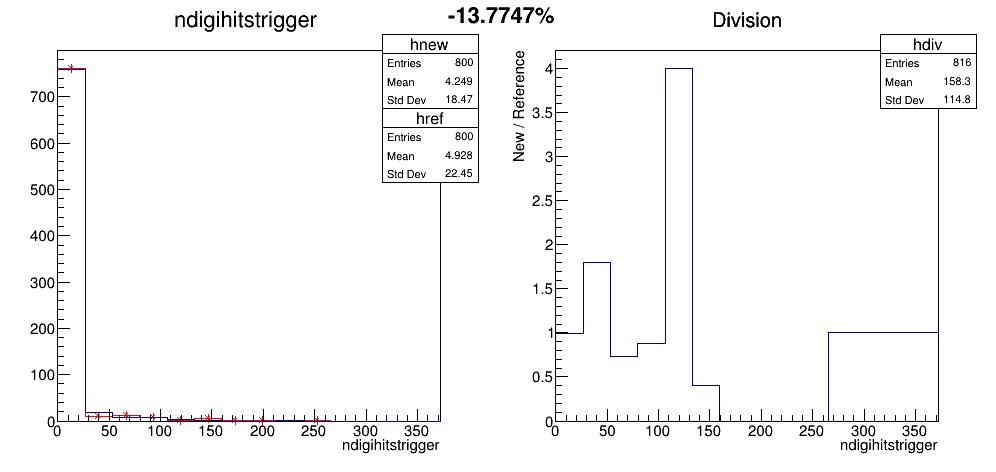 -13.7747%
ndigihitstrigger
hnew
Entries 800
Mean 4.249
Std Dev 18.47
href
Entries 800
Mean 4.928
Std Dev 22.45
700
600
500
400
300
200
100
0
0 50 100 150 200 250 300 350
ndigihitstrigger
Division
hdiv
Entries 816
Mean 158.3
Std Dev 114.8
New / Reference
4
3.5
3
2.5
2
1.5
1
0.5
0
0 50 100 150 200 250 300 350
ndigihitstrigger